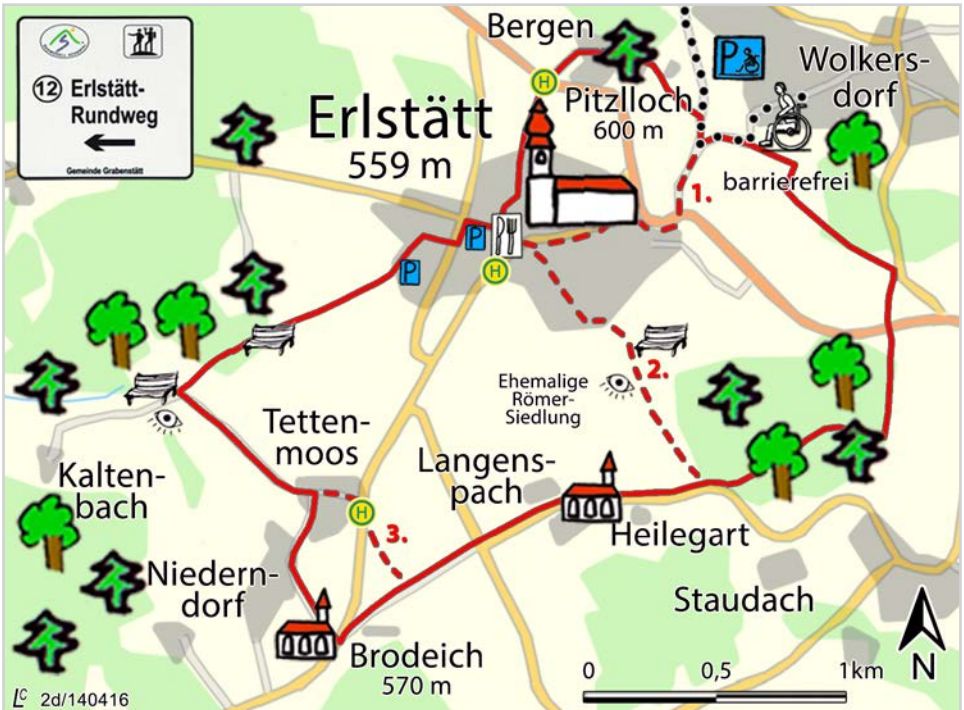 12 Erlstätt-
Rundweg
Gemeinde Grabenstätt
Bergen
P
Wolkers-
dorf
H
Pitzlloch
600 m
Erlstätt
559 m
barrierefrei
1.
P
P
H
2.
Ehemalige
Römer-
Siedlung
Tetten-
moos
Langens-
pach
Kalten-
bach
H
3.
Heilegart
Niedern-
dorf
Staudach
Brodeich
570 m
0 0,5 1km
N
LC 2d/140416